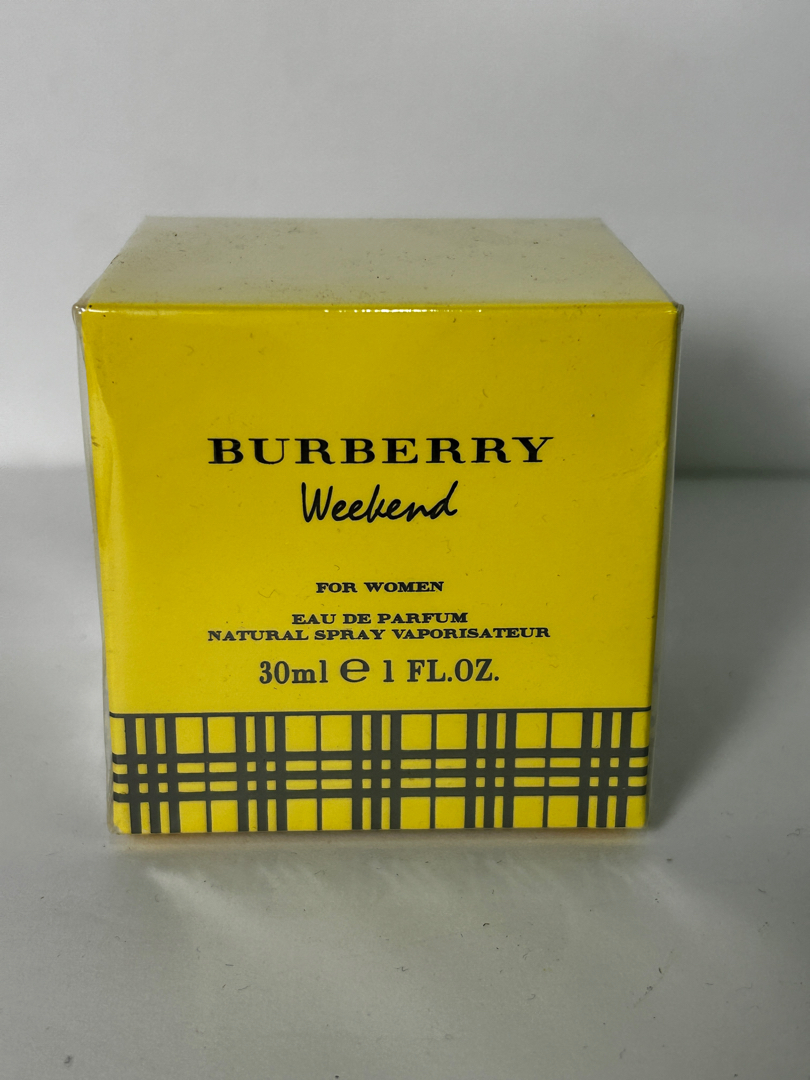 BURBERRY
Weekend
FOR WOMEN
EAU DE PARFUM
NATURAL SPRAY VAPORISATEUR
30ml ℮ 1 FL.OZ.